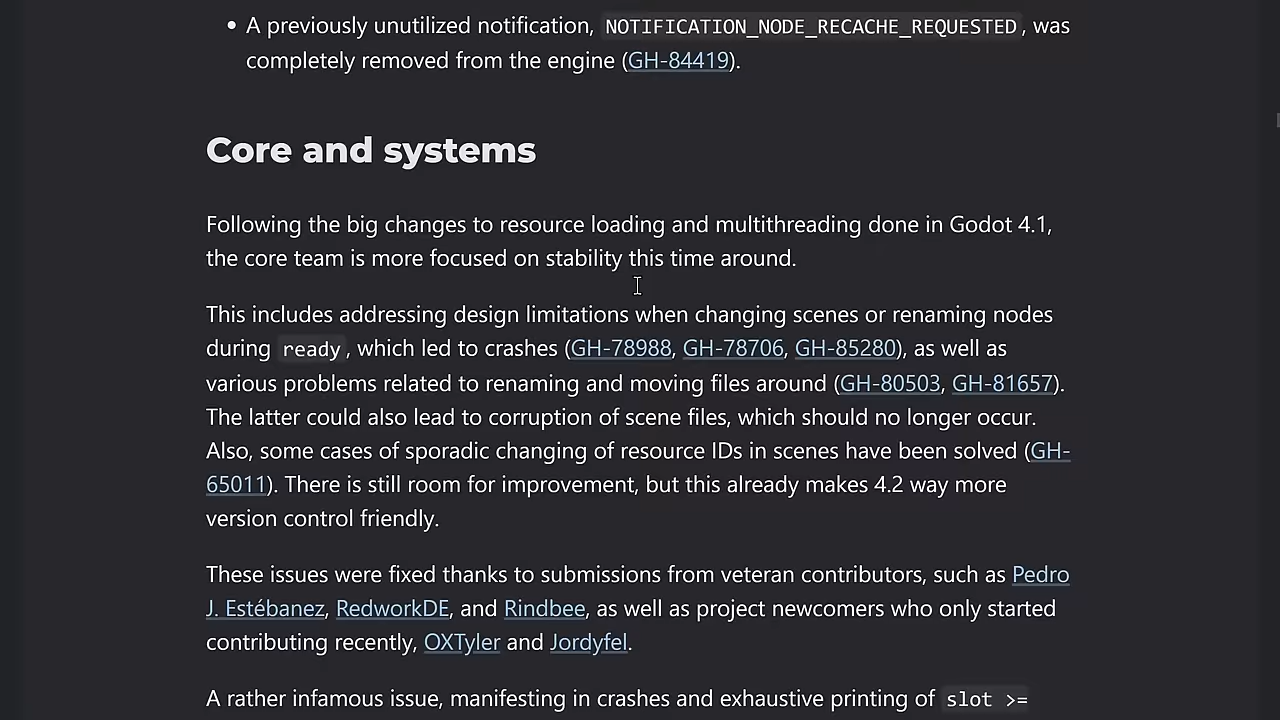 • A previously unutilized notification, NOTIFICATION_NODE_RECACHE_REQUESTED, was
completely removed from the engine (GH-84419).
Core and systems
Following the big changes to resource loading and multithreading done in Godot 4.1,
the core team is more focused on stability this time around.
This includes addressing design limitations when changing scenes or renaming nodes
during ready, which led to crashes (GH-78988, GH-78706, GH-85280), as well as
various problems related to renaming and moving files around (GH-80503, GH-81657).
The latter could also lead to corruption of scene files, which should no longer occur.
Also, some cases of sporadic changing of resource IDs in scenes have been solved (GH-
65011). There is still room for improvement, but this already makes 4.2 way more
version control friendly.
These issues were fixed thanks to submissions from veteran contributors, such as Pedro
J. Estébanez, RedworkDE, and Rindbee, as well as project newcomers who only started
contributing recently, OXTyler and Jordyfel.
A rather infamous issue, manifesting in crashes and exhaustive printing of slot >=